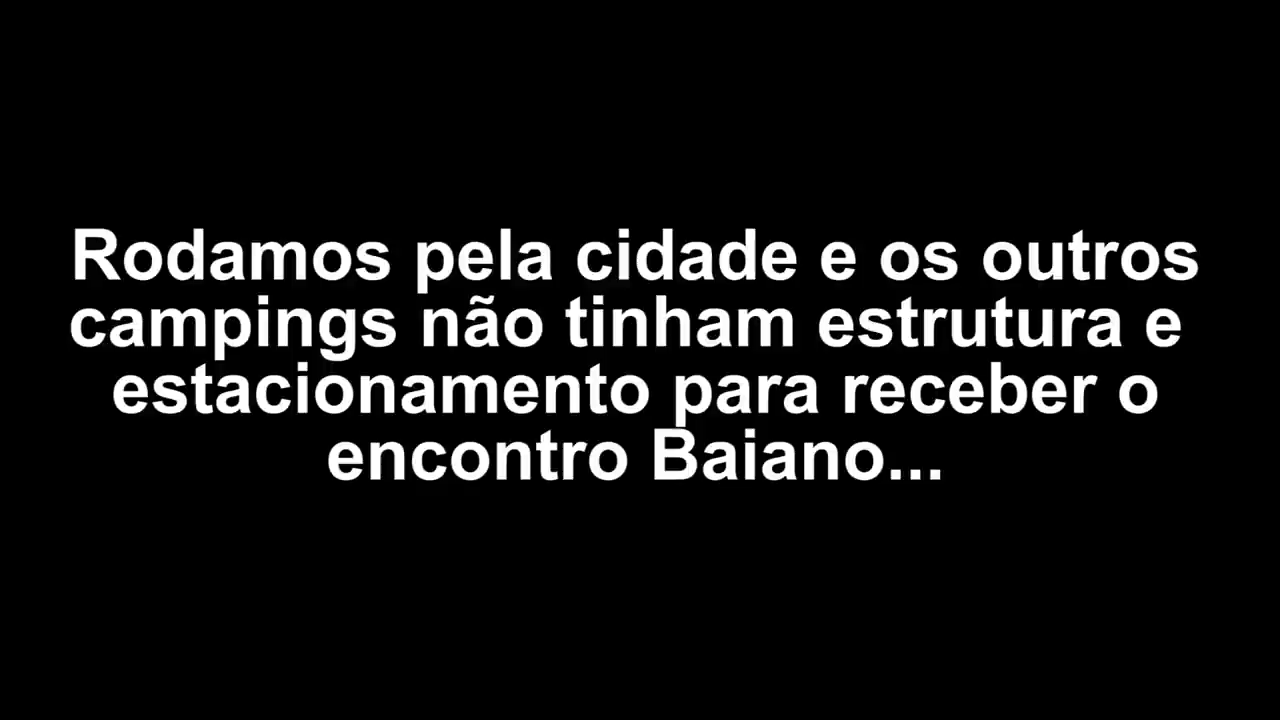 Rodamos pela cidade e os outros
campings não tinham estrutura e
estacionamento para receber o
encontro Baiano...